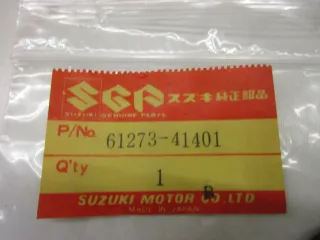 SGP スズキ純正部品
SUZUKI GENUINE PARTS
P/No. 61273-41401
Q'ty 1
B
SUZUKI MOTOR CO.,LTD
MADE IN JAPAN